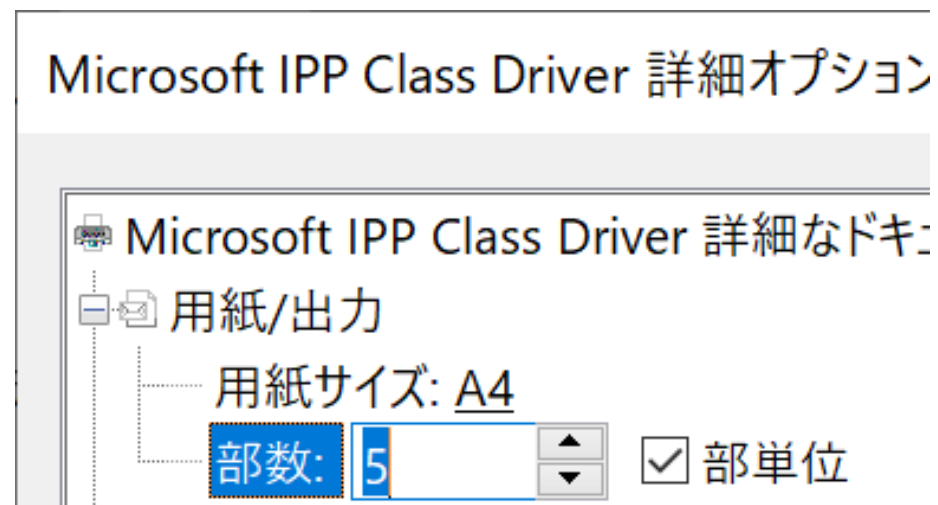 Microsoft IPP Class Driver 詳細オプション
Microsoft IPP Class Driver 詳細なドキ
用紙/出力
用紙サイズ: A4
部数: 5 部単位